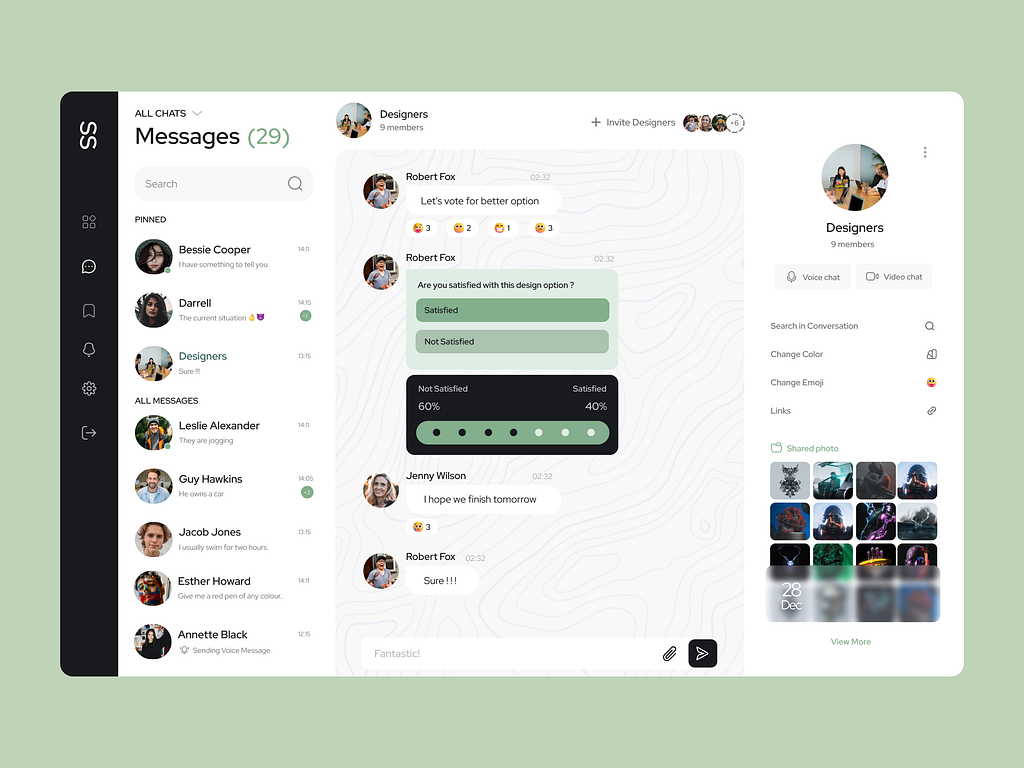 SS
ALL CHATS
Messages (29)
Search
PINNED
Bessie Cooper
14:11
I have something to tell you
Darrell
14:15
The current situation 👌😈
+2
Designers
13:15
Sure !!!
ALL MESSAGES
Leslie Alexander
14:11
They are jogging
Guy Hawkins
14:05
He owns a car
+3
Jacob Jones
13:15
I usually swim for two hours.
Esther Howard
14:11
Give me a red pen of any colour.
Annette Black
12:15
Sending Voice Message
Designers
9 members
+ Invite Designers
+6
Robert Fox
02:32
Let's vote for better option
3 2 1 3
Robert Fox
02:32
Are you satisfied with this design option ?
Satisfied
Not Satisfied
Not Satisfied
Satisfied
60%
40%
Jenny Wilson
02:32
I hope we finish tomorrow
3
Robert Fox
02:32
Sure ! ! !
Fantastic!
Designers
9 members
Voice chat
Video chat
Search in Conversation
Change Color
Change Emoji
Links
Shared photo
28
Dec
View More